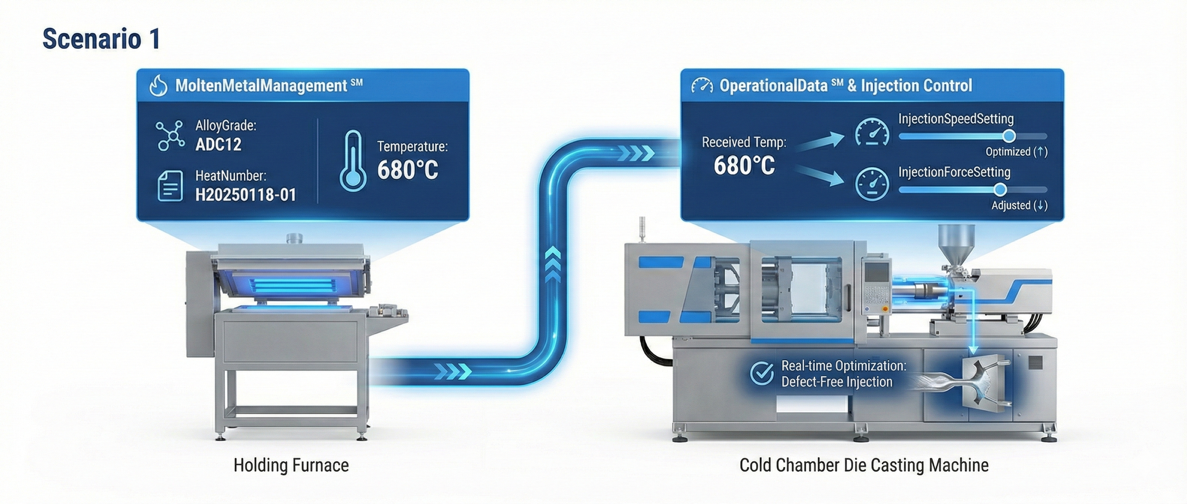 Scenario 1
MoltenMetalManagement ℠
AlloyGrade:
ADC12
HeatNumber:
H20250118-01
Temperature:
680°C
OperationalData ℠ & Injection Control
Received Temp:
680°C
InjectionSpeedSetting
Optimized (↑)
InjectionForceSetting
Adjusted (↓)
Real-time Optimization:
Defect-Free Injection
Holding Furnace
Cold Chamber Die Casting Machine